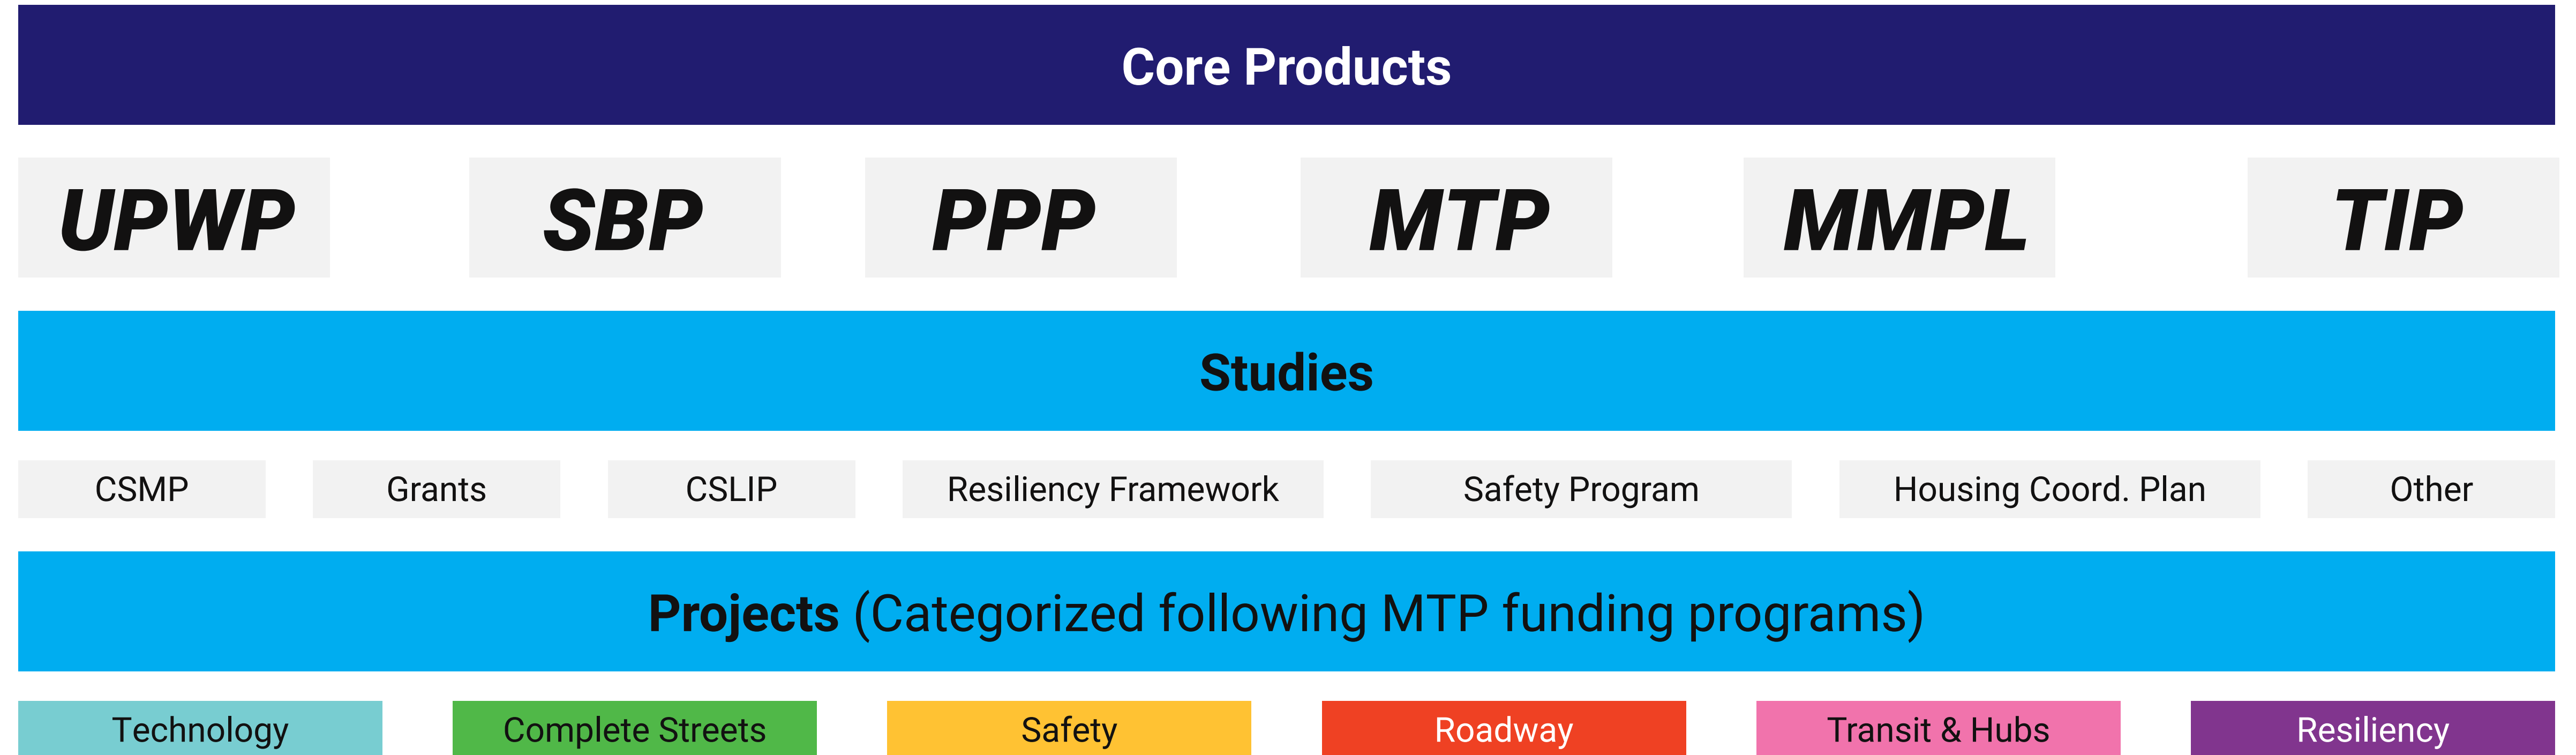 Core Products
UPWP SBP PPP MTP MMPL TIP
Studies
CSMP Grants CSLIP Resiliency Framework Safety Program Housing Coord. Plan Other
Projects (Categorized following MTP funding programs)
Technology Complete Streets Safety Roadway Transit & Hubs Resiliency